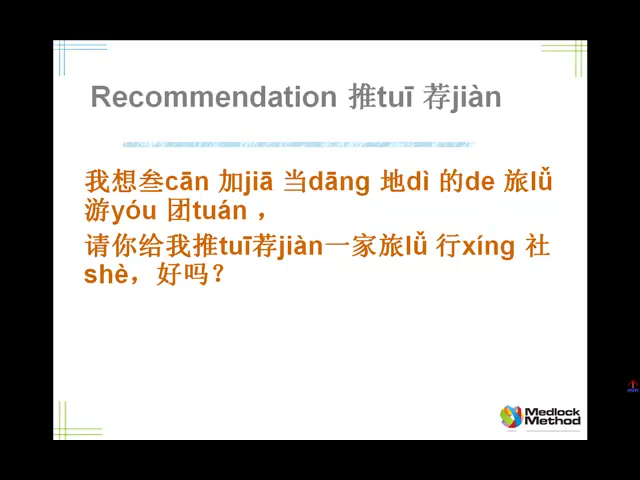 Recommendation 推tuī 荐jiàn
我想叁cān 加jiā 当dāng 地dì 的de 旅lǚ
游yóu 团tuán ，
请你给我推tuī荐jiàn一家旅lǚ 行xíng 社
shè，好吗？
Medlock
Method